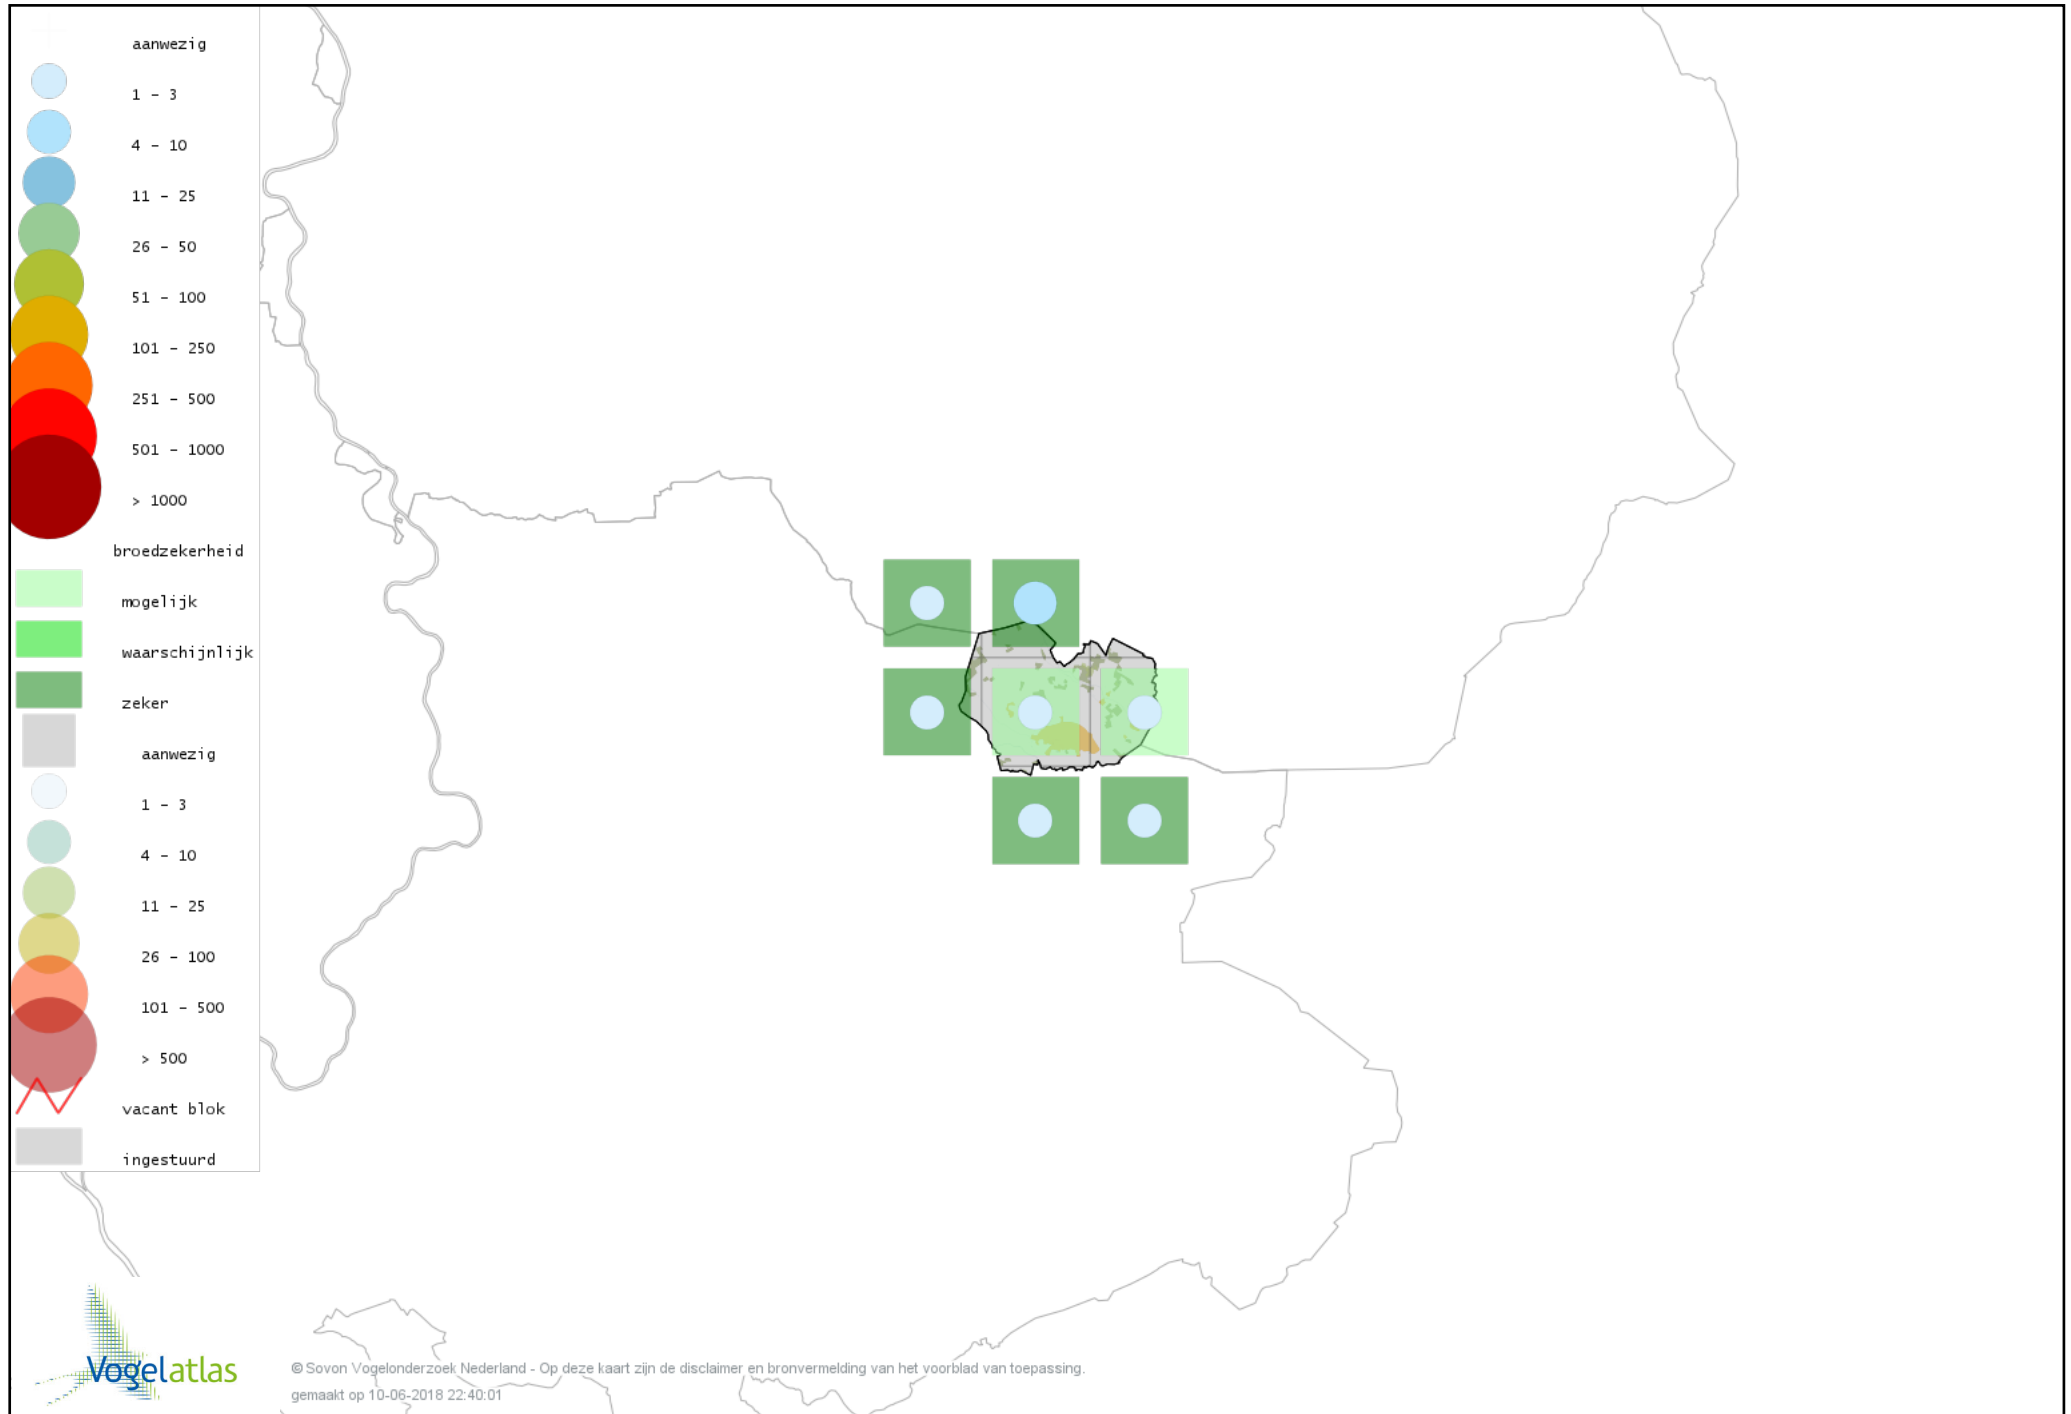 aanwezig
1 - 3
4 - 10
11 - 25
26 - 50
51 - 100
101 - 250
251 - 500
501 - 1000
> 1000
broedzekerheid
mogelijk
waarschijnlijk
zeker
aanwezig
1 - 3
4 - 10
11 - 25
26 - 100
101 - 500
> 500
vacant blok
ingestuurd
Vogelatlas
© Sovon Vogelonderzoek Nederland - Op deze kaart zijn de disclaimer en bronvermelding van het voorblad van toepassing.
gemaakt op 10-06-2018 22:40:01